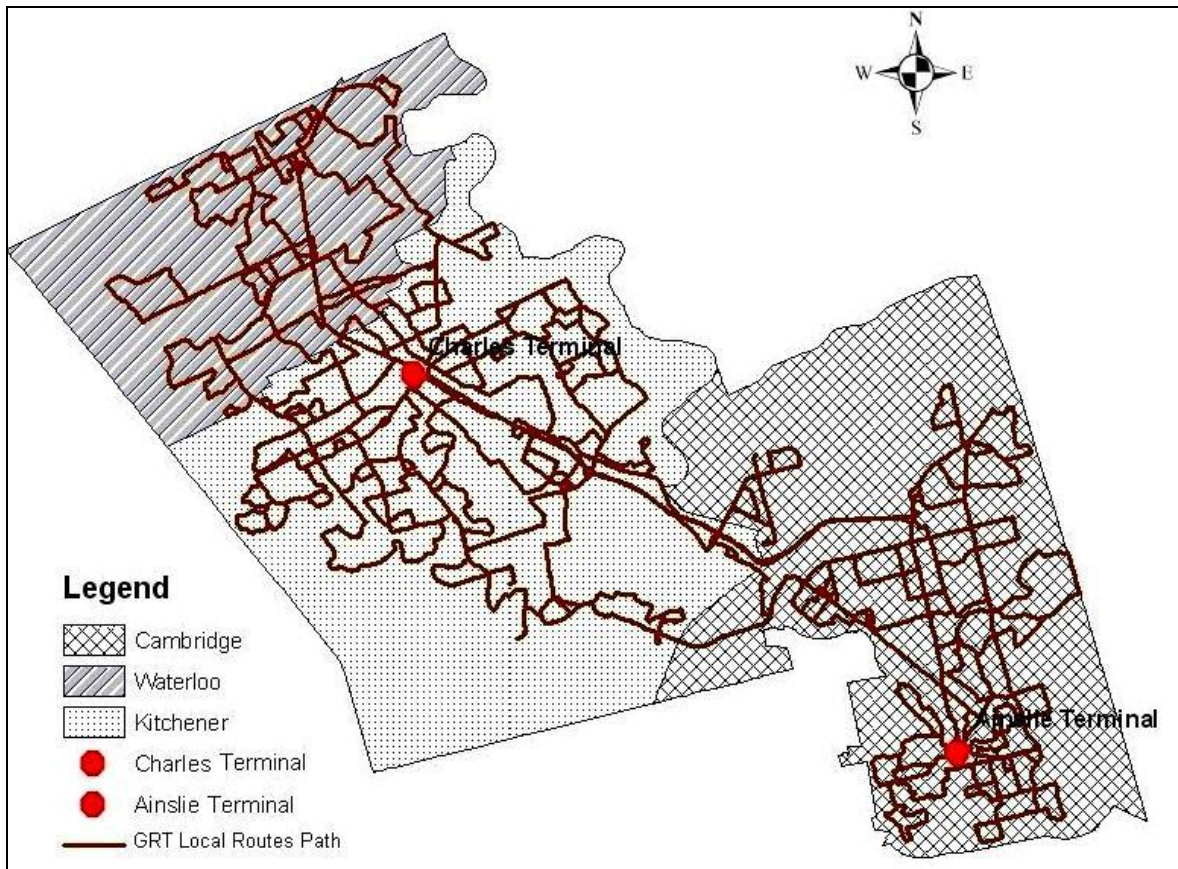 N
W E
S
Charles Terminal
Ainslie Terminal
Legend
Cambridge
Waterloo
Kitchener
Charles Terminal
Ainslie Terminal
GRT Local Routes Path